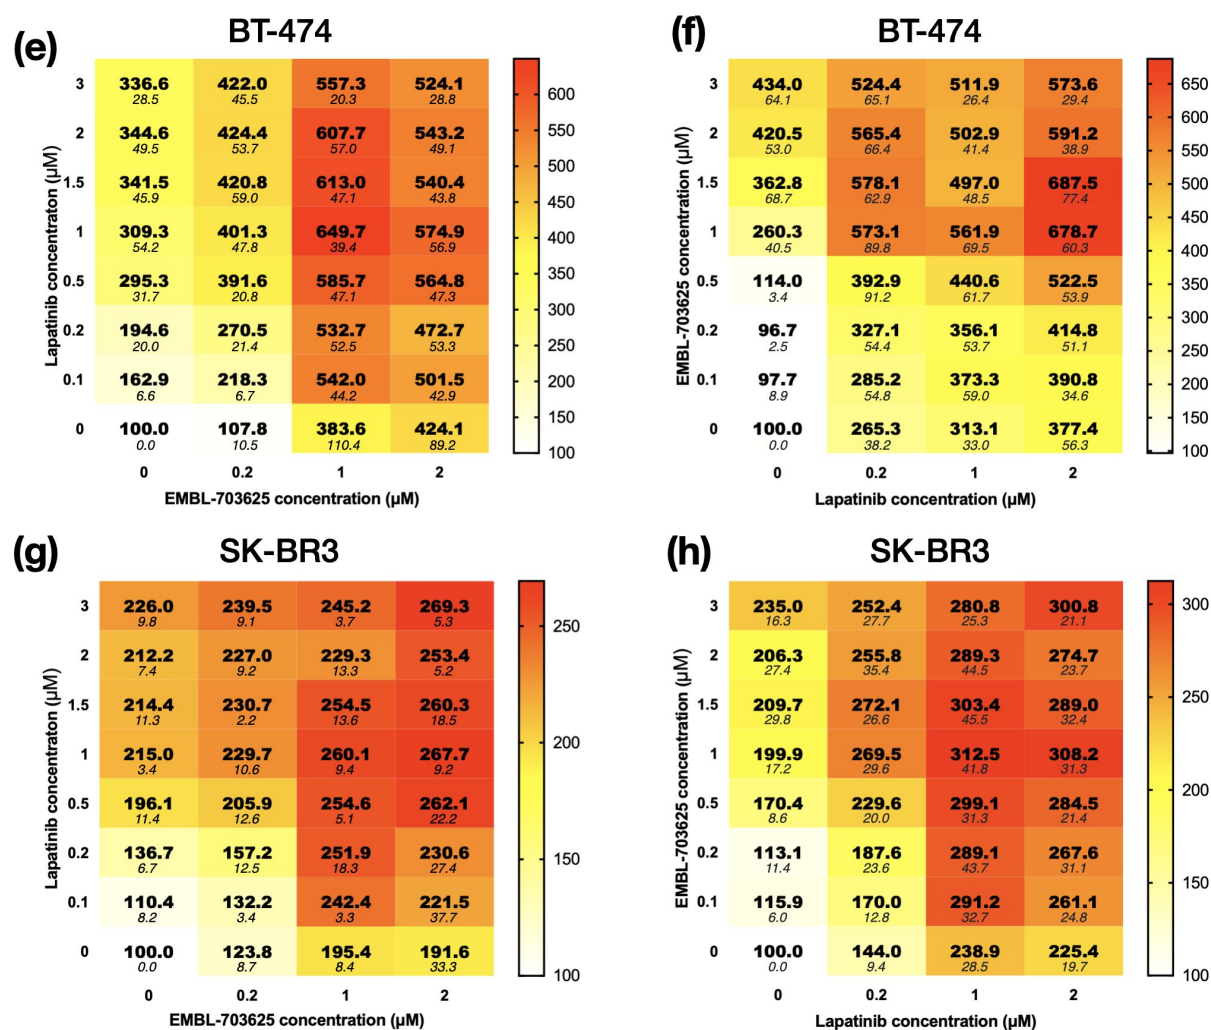 (e)
BT-474
Lapatinib concentraton (µM)
3 336.6 422.0 557.3 524.1
28.5 45.5 20.3 28.8
2 344.6 424.4 607.7 543.2
49.5 53.7 57.0 49.1
1.5 341.5 420.8 613.0 540.4
45.9 59.0 47.1 43.8
1 309.3 401.3 649.7 574.9
54.2 47.8 39.4 56.9
0.5 295.3 391.6 585.7 564.8
31.7 20.8 47.1 47.3
0.2 194.6 270.5 532.7 472.7
20.0 21.4 52.5 53.3
0.1 162.9 218.3 542.0 501.5
6.6 6.7 44.2 42.9
0 100.0 107.8 383.6 424.1
0.0 10.5 110.4 89.2
0 0.2 1 2
EMBL-703625 concentration (µM)
600
550
500
450
400
350
300
250
200
150
100
(f)
BT-474
EMBL-703625 concentration (µM)
3 434.0 524.4 511.9 573.6
64.1 65.1 26.4 29.4
2 420.5 565.4 502.9 591.2
53.0 66.4 41.4 38.9
1.5 362.8 578.1 497.0 687.5
68.7 62.9 48.5 77.4
1 260.3 573.1 561.9 678.7
40.5 89.8 69.5 60.3
0.5 114.0 392.9 440.6 522.5
3.4 91.2 61.7 53.9
0.2 96.7 327.1 356.1 414.8
2.5 54.4 53.7 51.1
0.1 97.7 285.2 373.3 390.8
8.9 54.8 59.0 34.6
0 100.0 265.3 313.1 377.4
0.0 38.2 33.0 56.3
0 0.2 1 2
Lapatinib concentration (µM)
650
600
550
500
450
400
350
300
250
200
150
100
(g)
SK-BR3
Lapatinib concentraton (µM)
3 226.0 239.5 245.2 269.3
9.8 9.1 3.7 5.3
2 212.2 227.0 229.3 253.4
7.4 9.2 13.3 5.2
1.5 214.4 230.7 254.5 260.3
11.3 2.2 13.6 18.5
1 215.0 229.7 260.1 267.7
3.4 10.6 9.4 9.2
0.5 196.1 205.9 254.6 262.1
11.4 12.6 5.1 22.2
0.2 136.7 157.2 251.9 230.6
6.7 12.5 18.3 27.4
0.1 110.4 132.2 242.4 221.5
8.2 3.4 3.3 37.7
0 100.0 123.8 195.4 191.6
0.0 8.7 8.4 33.3
0 0.2 1 2
EMBL-703625 concentration (µM)
250
200
150
100
(h)
SK-BR3
EMBL-703625 concentration (µM)
3 235.0 252.4 280.8 300.8
16.3 27.7 25.3 21.1
2 206.3 255.8 289.3 274.7
27.4 35.4 44.5 23.7
1.5 209.7 272.1 303.4 289.0
29.8 26.6 45.5 32.4
1 199.9 269.5 312.5 308.2
17.2 29.6 41.8 31.3
0.5 170.4 229.6 299.1 284.5
8.6 20.0 31.3 21.4
0.2 113.1 187.6 289.1 267.6
11.4 23.6 43.7 31.1
0.1 115.9 170.0 291.2 261.1
6.0 12.8 32.7 24.8
0 100.0 144.0 238.9 225.4
0.0 9.4 28.5 19.7
0 0.2 1 2
Lapatinib concentration (µM)
300
250
200
150
100